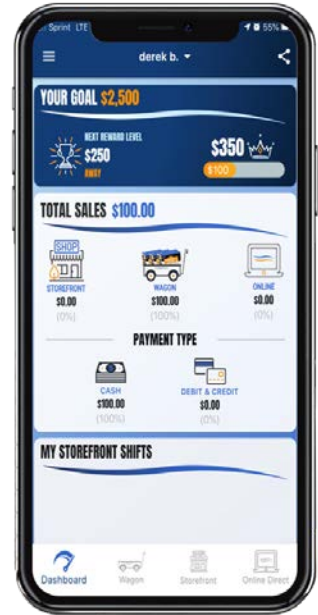 Sprint LTE 55%
derek b.
YOUR GOAL $2,500
NEXT REWARD LEVEL
$250
AWAY
$350
$100
TOTAL SALES $100.00
SHOP
STOREFRONT
$0.00
(0%)
WAGON
$100.00
(100%)
ONLINE
$0.00
(0%)
PAYMENT TYPE
CASH
$100.00
(100%)
DEBIT & CREDIT
$0.00
(0%)
MY STOREFRONT SHIFTS
Dashboard Wagon Storefront Online Direct